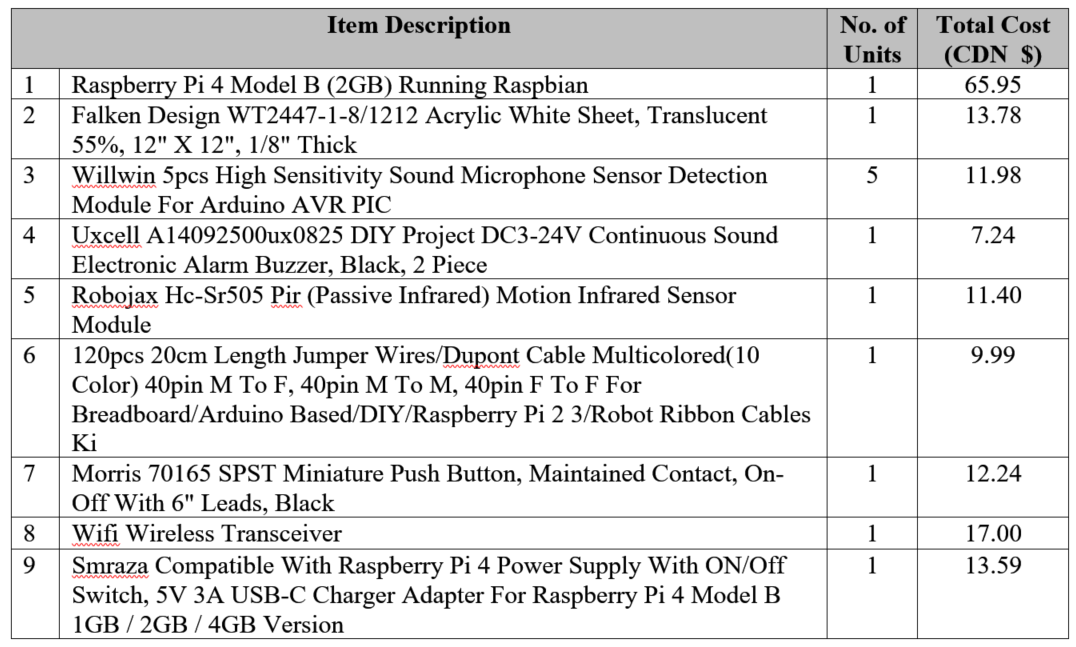 Item Description No. of Units Total Cost (CDN $)
1 Raspberry Pi 4 Model B (2GB) Running Raspbian 1 65.95
2 Falken Design WT2447-1-8/1212 Acrylic White Sheet, Translucent 1 13.78
55%, 12" X 12", 1/8" Thick
3 Willwin 5pcs High Sensitivity Sound Microphone Sensor Detection 5 11.98
Module For Arduino AVR PIC
4 Uxcell A14092500ux0825 DIY Project DC3-24V Continuous Sound 1 7.24
Electronic Alarm Buzzer, Black, 2 Piece
5 Robojax Hc-Sr505 Pir (Passive Infrared) Motion Infrared Sensor 1 11.40
Module
6 120pcs 20cm Length Jumper Wires/Dupont Cable Multicolored(10 1 9.99
Color) 40pin M To F, 40pin M To M, 40pin F To F For
Breadboard/Arduino Based/DIY/Raspberry Pi 2 3/Robot Ribbon Cables
Ki
7 Morris 70165 SPST Miniature Push Button, Maintained Contact, On- 1 12.24
Off With 6" Leads, Black
8 Wifi Wireless Transceiver 1 17.00
9 Smraza Compatible With Raspberry Pi 4 Power Supply With ON/Off 1 13.59
Switch, 5V 3A USB-C Charger Adapter For Raspberry Pi 4 Model B
1GB / 2GB / 4GB Version